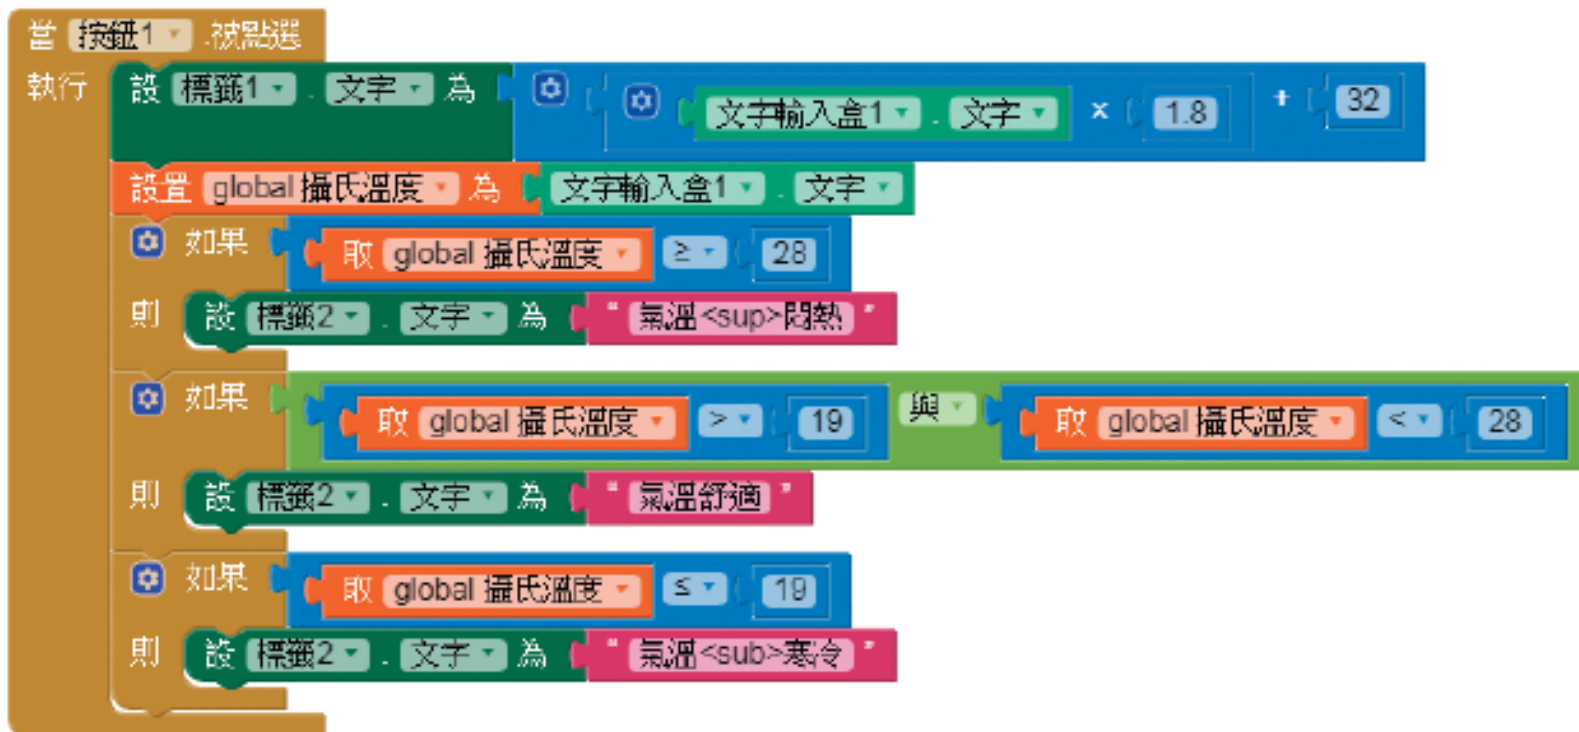 當 按鈕1 .被點選
執行 設 標籤1 . 文字 為 文字輸入盒1 . 文字 × 1.8 + 32
設置 global 攝氏溫度 為 文字輸入盒1 . 文字
如果 取 global 攝氏溫度 ≥ 28
則 設 標籤2 . 文字 為 " 氣溫<sup>悶熱 "
如果 取 global 攝氏溫度 > 19 與 取 global 攝氏溫度 < 28
則 設 標籤2 . 文字 為 " 氣溫舒適 "
如果 取 global 攝氏溫度 ≤ 19
則 設 標籤2 . 文字 為 " 氣溫<sub>寒冷 "